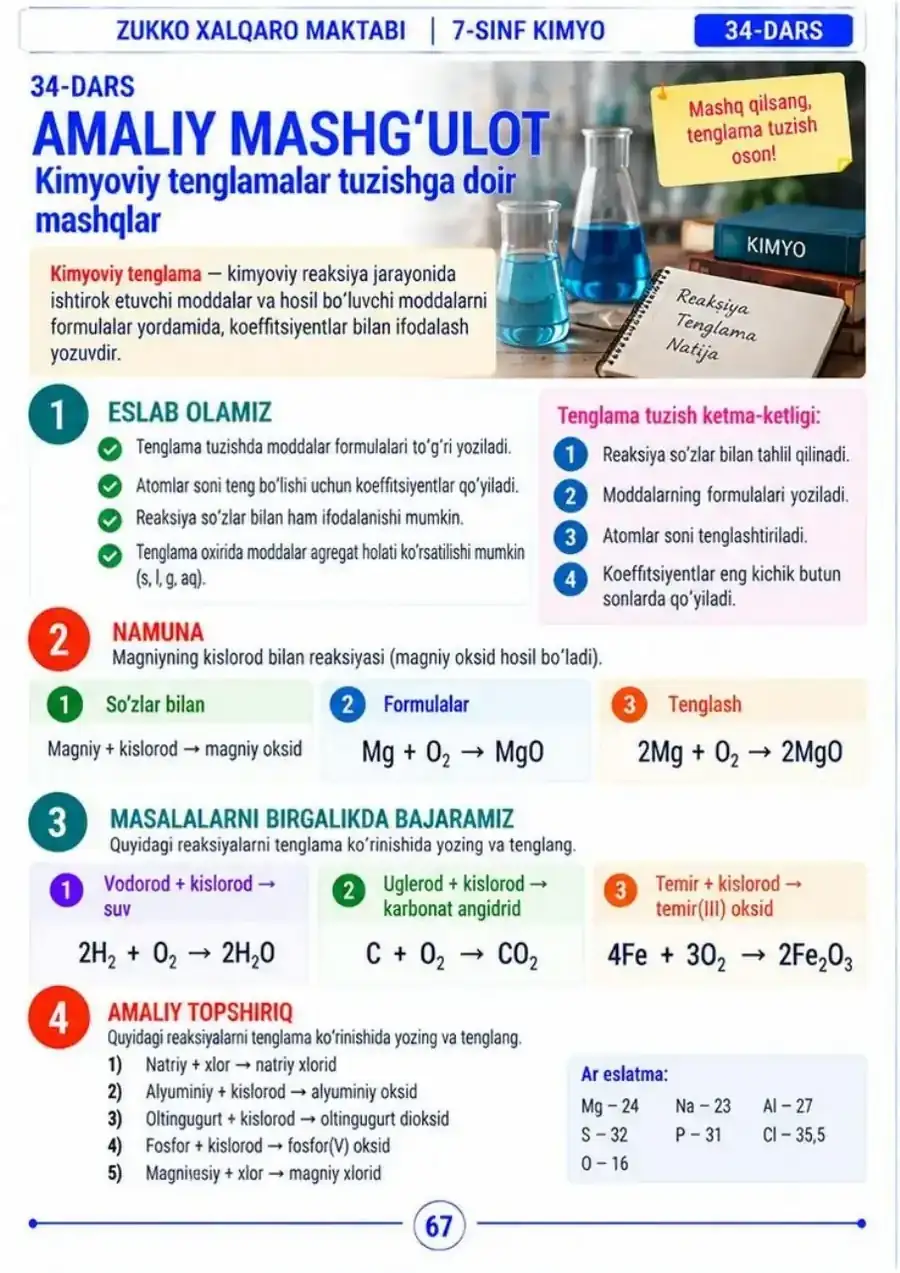 ZUKKO XALQARO MAKTABI | 7-SINF KIMYO
34-DARS
34-DARS
AMALIY MASHG‘ULOT
Kimyoviy tenglamalar tuzishga doir
mashqlar
Mashq qilsang,
tenglama tuzish
oson!
KIMYO
Reaksiya
Tenglama
Natija
Kimyoviy tenglama — kimyoviy reaksiya jarayonida
ishtirok etuvchi moddalar va hosil bo‘luvchi moddalarni
formulalar yordamida, koeffitsiyentlar bilan ifodalash
yozuvdir.
1 ESLAB OLAMIZ
Tenglama tuzishda moddalar formulalari to‘g‘ri yoziladi.
Atomlar soni teng bo‘lishi uchun koeffitsiyentlar qo‘yiladi.
Reaksiya so‘zlar bilan ham ifodalanishi mumkin.
Tenglama oxirida moddalar agregat holati ko‘rsatilishi mumkin
(s, l, g, aq).
Tenglama tuzish ketma-ketligi:
1 Reaksiya so‘zlar bilan tahlil qilinadi.
2 Moddalarning formulalari yoziladi.
3 Atomlar soni tenglashtiriladi.
4 Koeffitsiyentlar eng kichik butun
sonlarda qo‘yiladi.
2 NAMUNA
Magniyning kislorod bilan reaksiyasi (magniy oksid hosil bo‘ladi).
1 So‘zlar bilan
Magniy + kislorod → magniy oksid
2 Formulalar
Mg + O₂ → MgO
3 Tenglash
2Mg + O₂ → 2MgO
3 MASALALARNI BIRGALIKDA BAJARAMIZ
Quyidagi reaksiyalarni tenglama ko‘rinishida yozing va tenglang.
1 Vodorod + kislorod →
suv
2H₂ + O₂ → 2H₂O
2 Uglerod + kislorod →
karbonat angidrid
C + O₂ → CO₂
3 Temir + kislorod →
temir(III) oksid
4Fe + 3O₂ → 2Fe₂O₃
4 AMALIY TOPSHIRIQ
Quyidagi reaksiyalarni tenglama ko‘rinishida yozing va tenglang.
1) Natriy + xlor → natriy xlorid
2) Alyuminiy + kislorod → alyuminiy oksid
3) Oltingugurt + kislorod → oltingugurt dioksid
4) Fosfor + kislorod → fosfor(V) oksid
5) + xlor → magniy xlorid
Ar eslatma:
Mg – 24 Na – 23 Al – 27
S – 32 P – 31 Cl – 35,5
O – 16
67